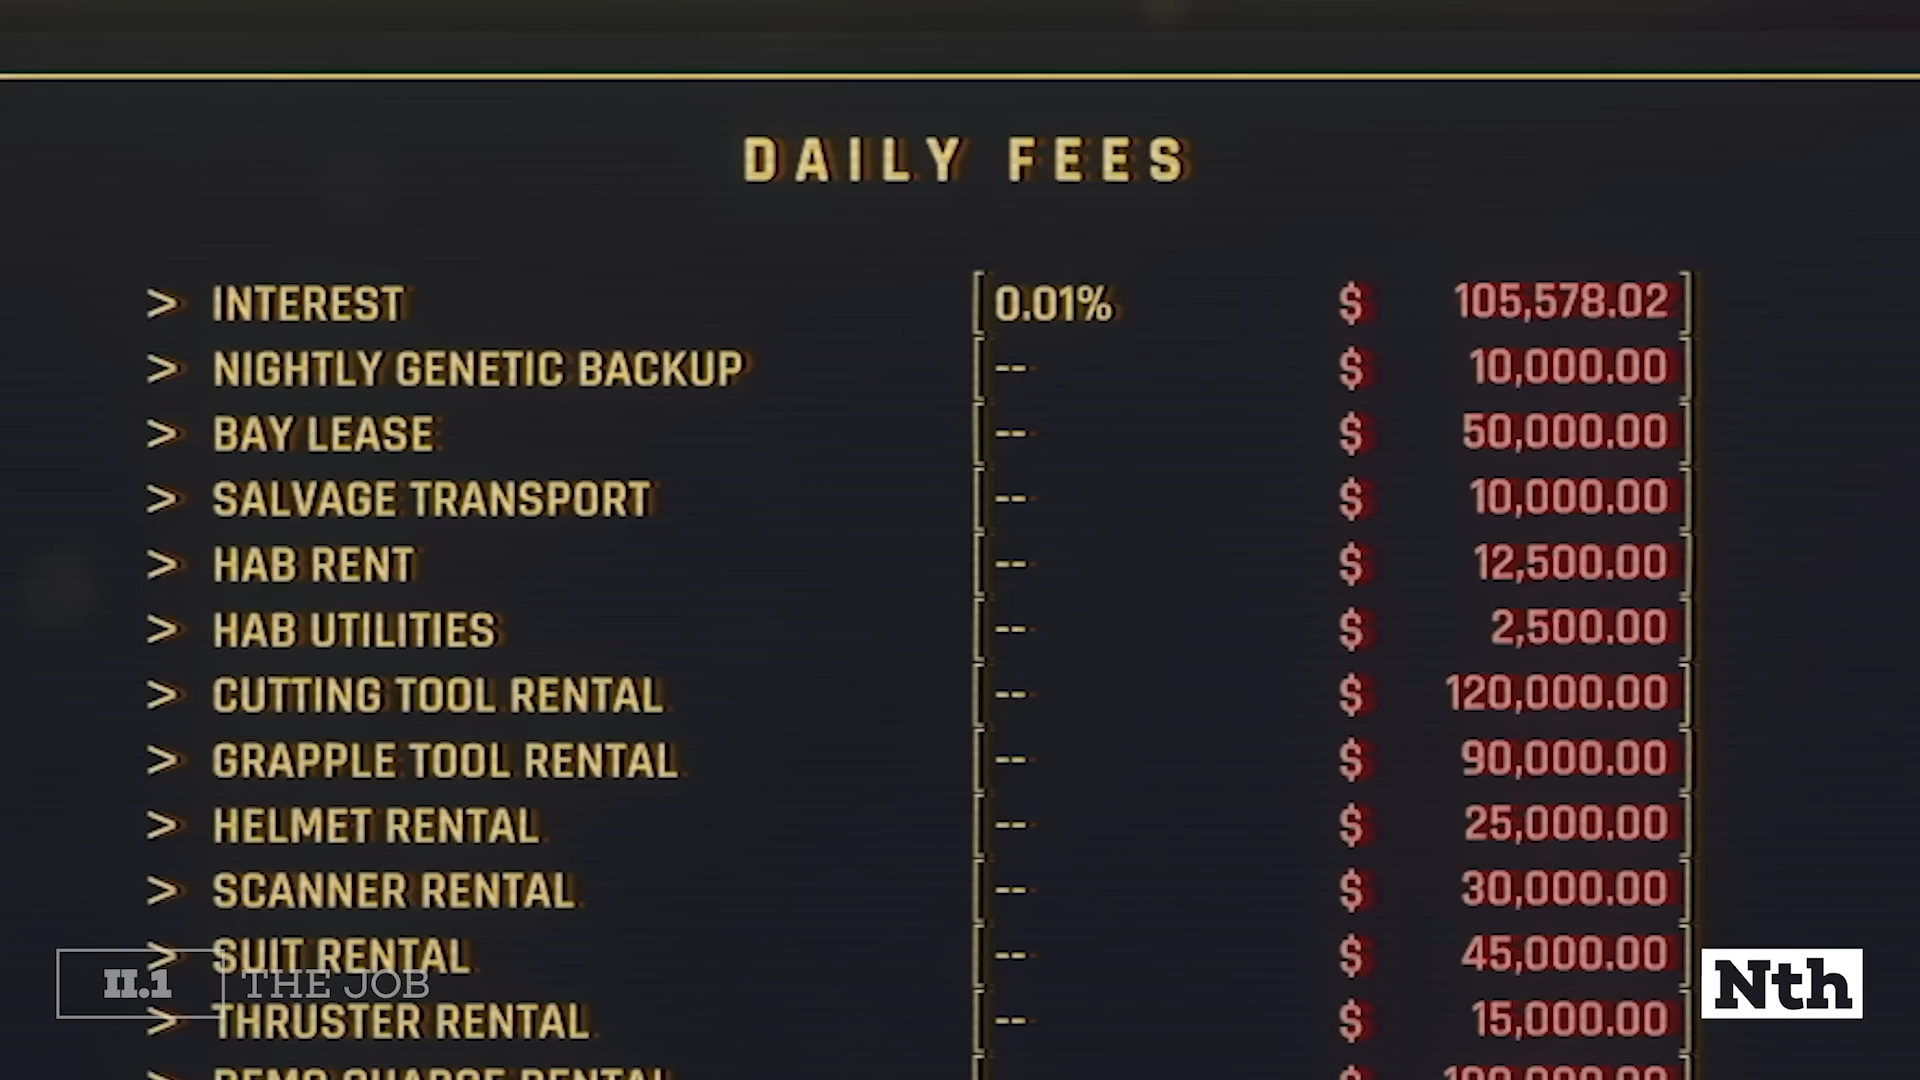 DAILY FEES
> INTEREST [ 0.01% $ 105,578.02 ]
> NIGHTLY GENETIC BACKUP [ -- $ 10,000.00 ]
> BAY LEASE [ -- $ 50,000.00 ]
> SALVAGE TRANSPORT [ -- $ 10,000.00 ]
> HAB RENT [ -- $ 12,500.00 ]
> HAB UTILITIES [ -- $ 2,500.00 ]
> CUTTING TOOL RENTAL [ -- $ 120,000.00 ]
> GRAPPLE TOOL RENTAL [ -- $ 90,000.00 ]
> HELMET RENTAL [ -- $ 25,000.00 ]
> SCANNER RENTAL [ -- $ 30,000.00 ]
> SUIT RENTAL [ -- $ 45,000.00 ]
II.1 THE JOB
Nth
> THRUSTER RENTAL [ -- $ 15,000.00 ]